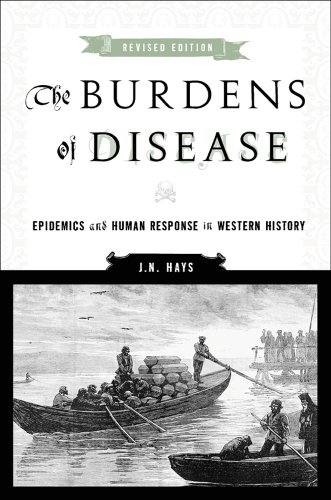 REVISED EDITION
The BURDENS
of DISEASE
EPIDEMICS and HUMAN RESPONSE in WESTERN HISTORY
J.N. HAYS